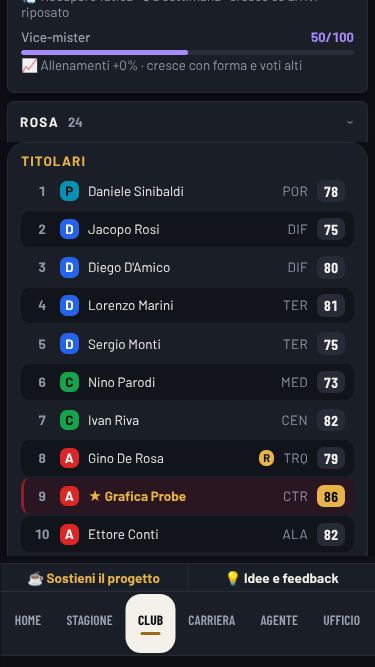 riposato
Vice-mister 50/100
📈 Allenamenti +0% · cresce con forma e voti alti
ROSA 24
TITOLARI
1 P Daniele Sinibaldi POR 78
2 D Jacopo Rosi DIF 75
3 D Diego D'Amico DIF 80
4 D Lorenzo Marini TER 81
5 D Sergio Monti TER 75
6 C Nino Parodi MED 73
7 C Ivan Riva CEN 82
8 A Gino De Rosa R TRQ 79
9 A ★ Grafica Probe CTR 86
10 A Ettore Conti ALA 82
☕ Sostieni il progetto 💡 Idee e feedback
HOME STAGIONE CLUB CARRIERA AGENTE UFFICIO